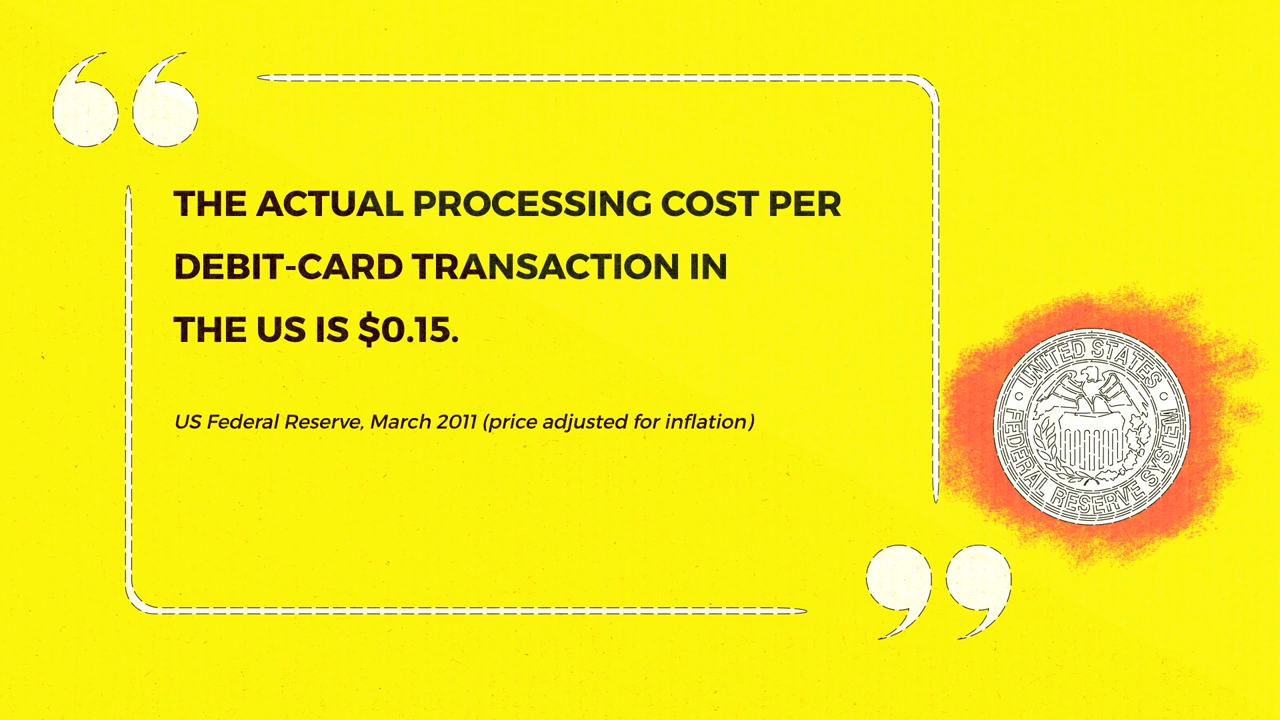 THE ACTUAL PROCESSING COST PER
DEBIT-CARD TRANSACTION IN
THE US IS $0.15.
US Federal Reserve, March 2011 (price adjusted for inflation)
UNITED STATES
FEDERAL RESERVE SYSTEM